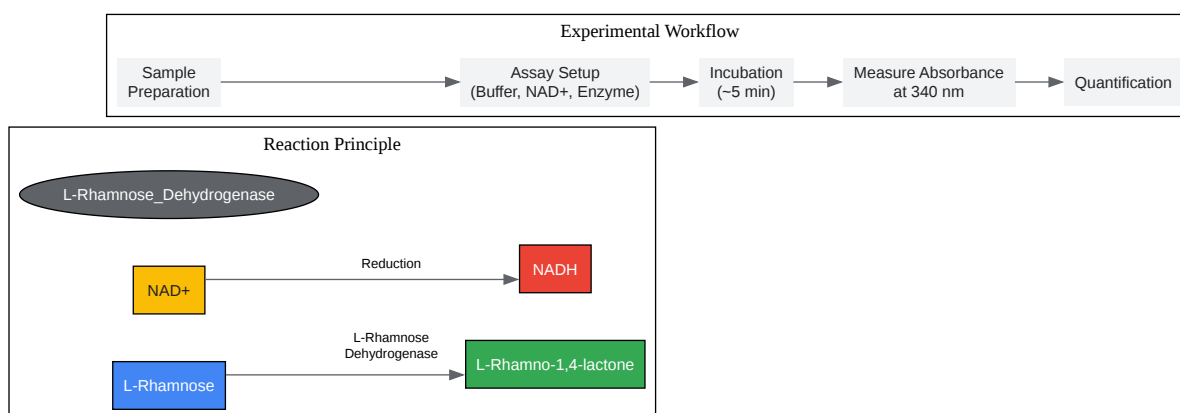 Experimental Workflow
Sample
Preparation
Assay Setup
(Buffer, NAD+, Enzyme)
Incubation
(~5 min)
Measure Absorbance
at 340 nm
Quantification
Reaction Principle
L-Rhamnose_Dehydrogenase
NAD+
Reduction
NADH
L-Rhamnose
L-Rhamnose
Dehydrogenase
L-Rhamno-1,4-lactone